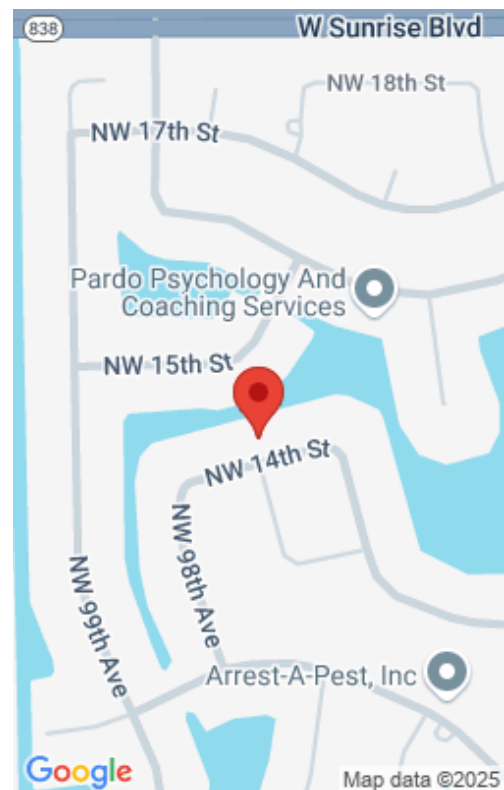 838
W Sunrise Blvd
NW 18th St
NW 17th St
Pardo Psychology And
Coaching Services
NW 15th St
NW 14th St
NW 98th Ave
NW 99th Ave
Arrest-A-Pest, Inc
Google
Map data ©2025